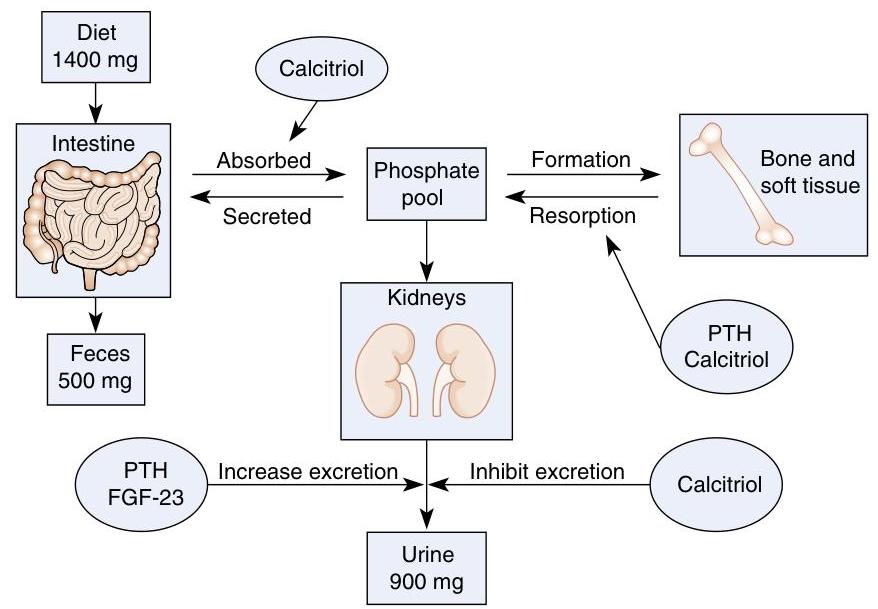 Diet
1400 mg
Calcitriol
Intestine
Absorbed
Secreted
Phosphate
pool
Formation
Resorption
Bone and
soft tissue
Kidneys
PTH
Calcitriol
Feces
500 mg
PTH
FGF-23
Increase excretion
Inhibit excretion
Calcitriol
Urine
900 mg